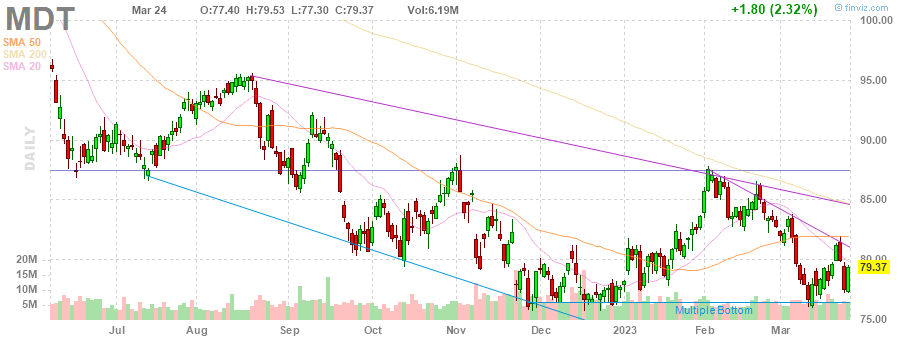 MDT Mar 24 O:77.40 H:79.53 L:77.30 C:79.37 Vol:6.19M +1.80 (2.32%) © finviz.com
SMA 50
SMA 200
SMA 20
DAILY
100.00
95.00
90.00
85.00
80.00
79.37
75.00
20M
15M
10M
5M
Multiple Bottom
Jul Aug Sep Oct Nov Dec 2023 Feb Mar